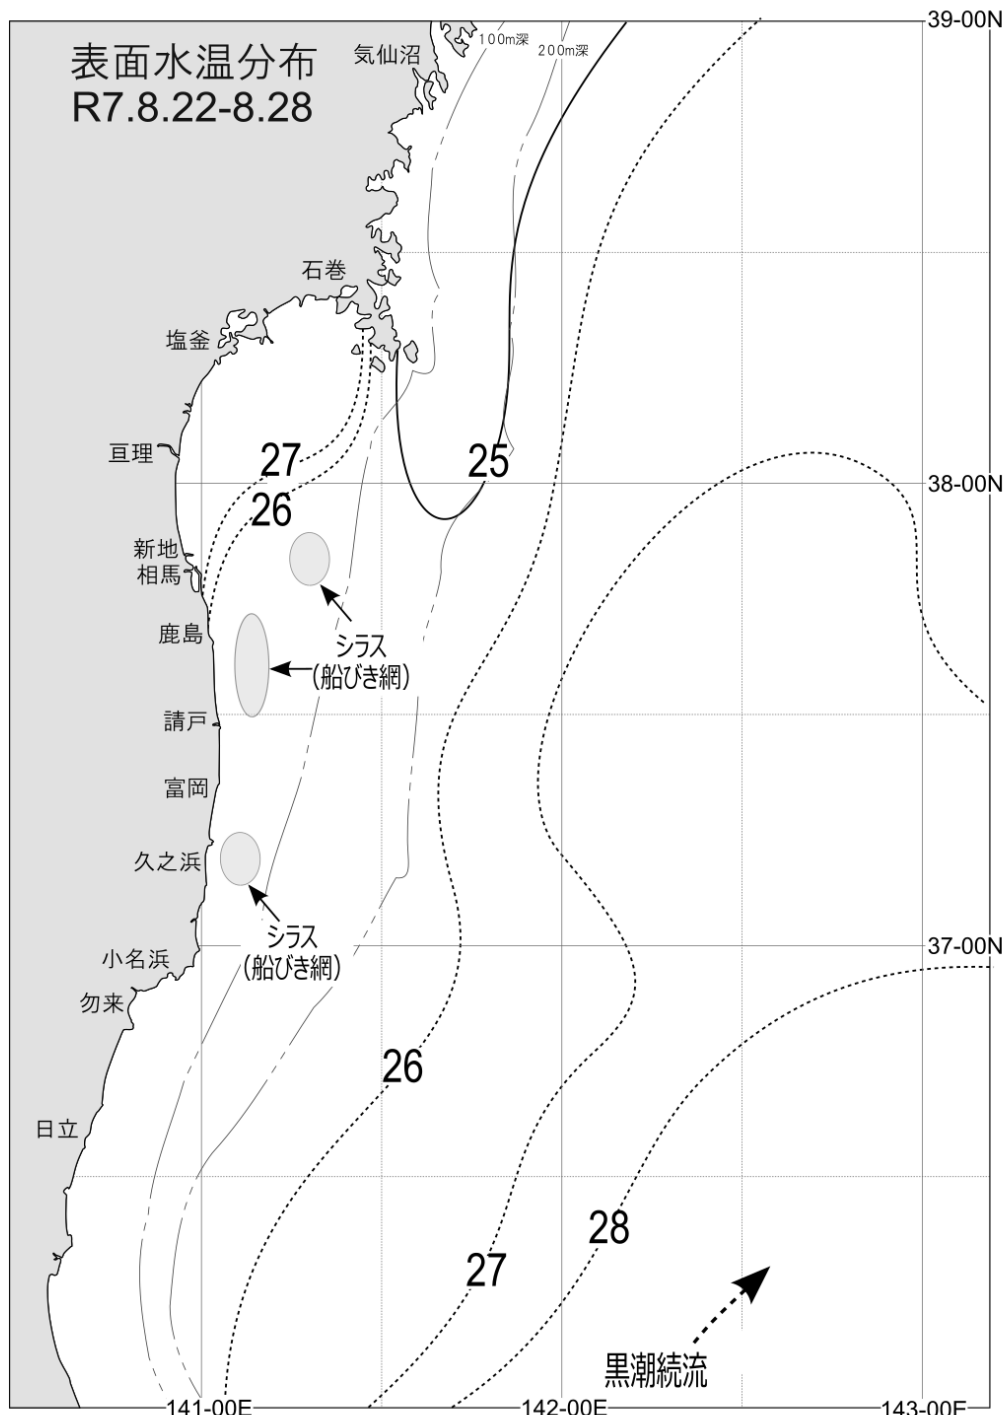 39-00N
表面水温分布
R7.8.22-8.28
気仙沼
100m深
200m深
石巻
塩釜
亘理
27
25
38-00N
26
新地
相馬
鹿島
シラス
(船びき網)
請戸
富岡
久之浜
シラス
(船びき網)
37-00N
小名浜
勿来
26
日立
28
27
黒潮続流
141-00E
142-00E
143-00E